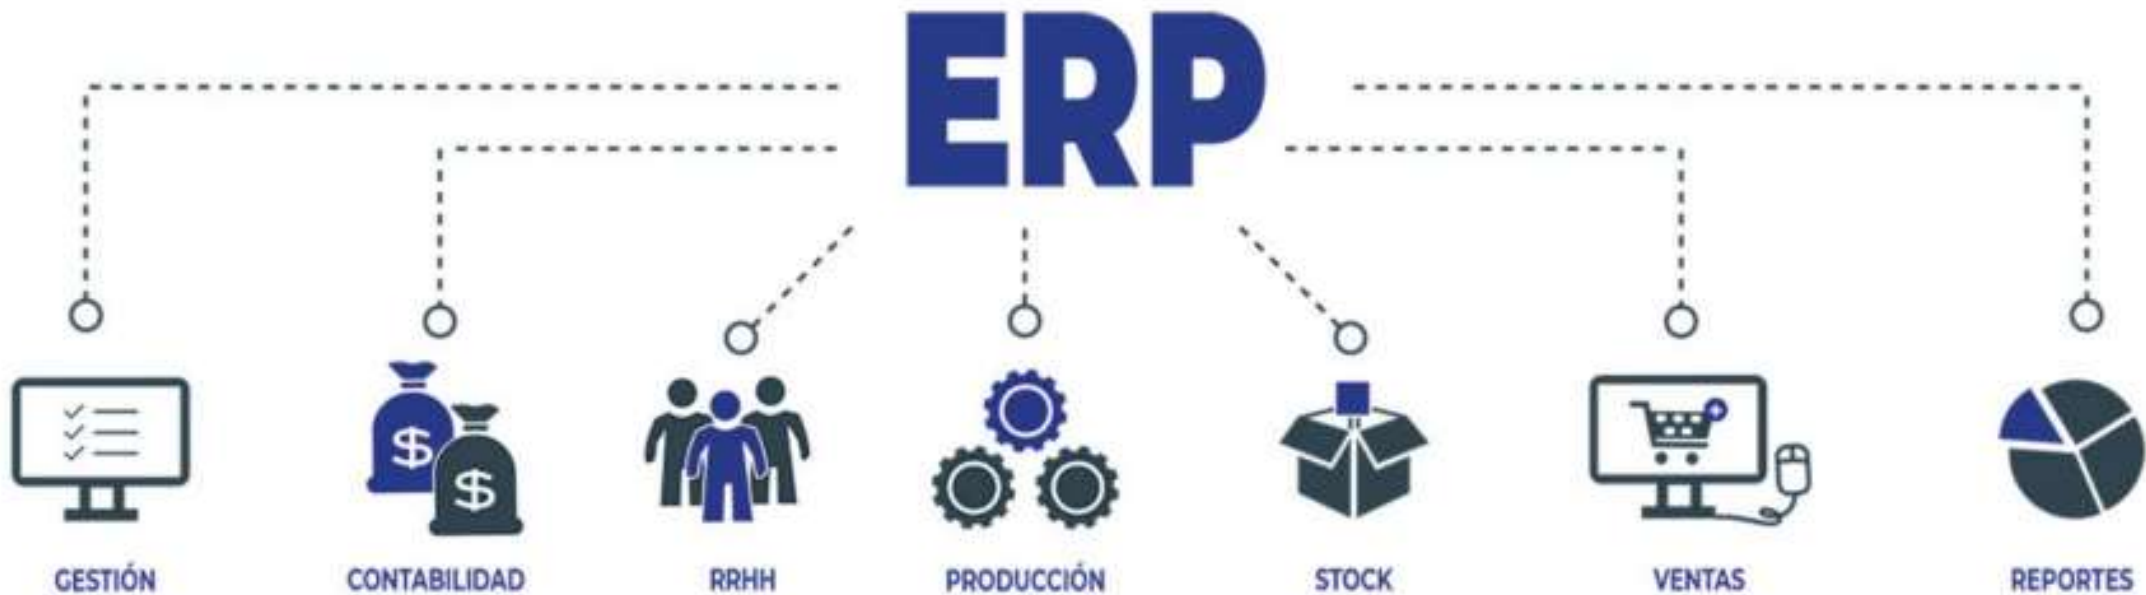 ERP
$
$
GESTIÓN
CONTABILIDAD
RRHH
PRODUCCIÓN
STOCK
VENTAS
REPORTES